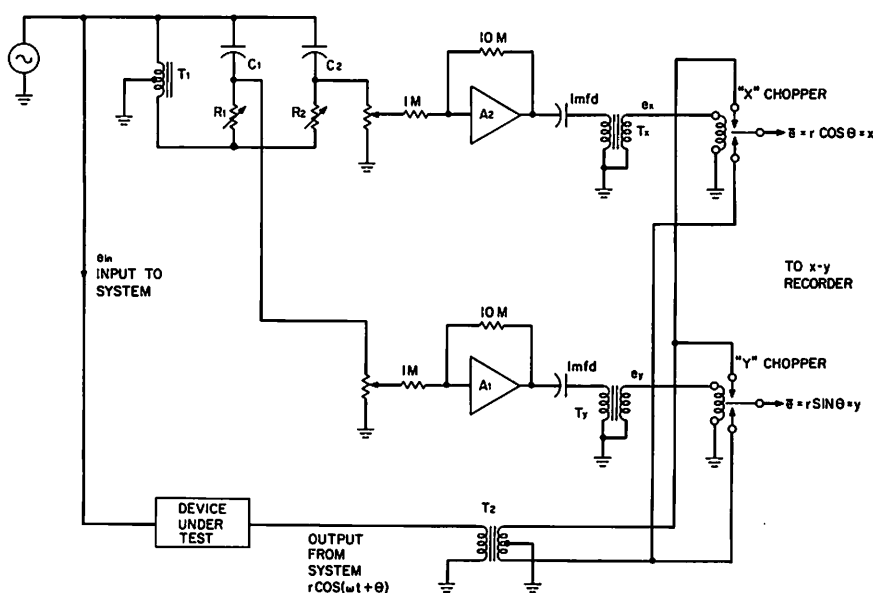 T1
C1
C2
R1
R2
1M
10 M
A2
1mfd
ex
Tx
"X" CHOPPER
ē = r COS θ = x
ein
INPUT TO
SYSTEM
TO x-y
RECORDER
1M
10 M
A1
1mfd
ey
Ty
"Y" CHOPPER
ē = r SIN θ = y
DEVICE
UNDER
TEST
OUTPUT
FROM
SYSTEM
r COS(ωt + θ)
T2